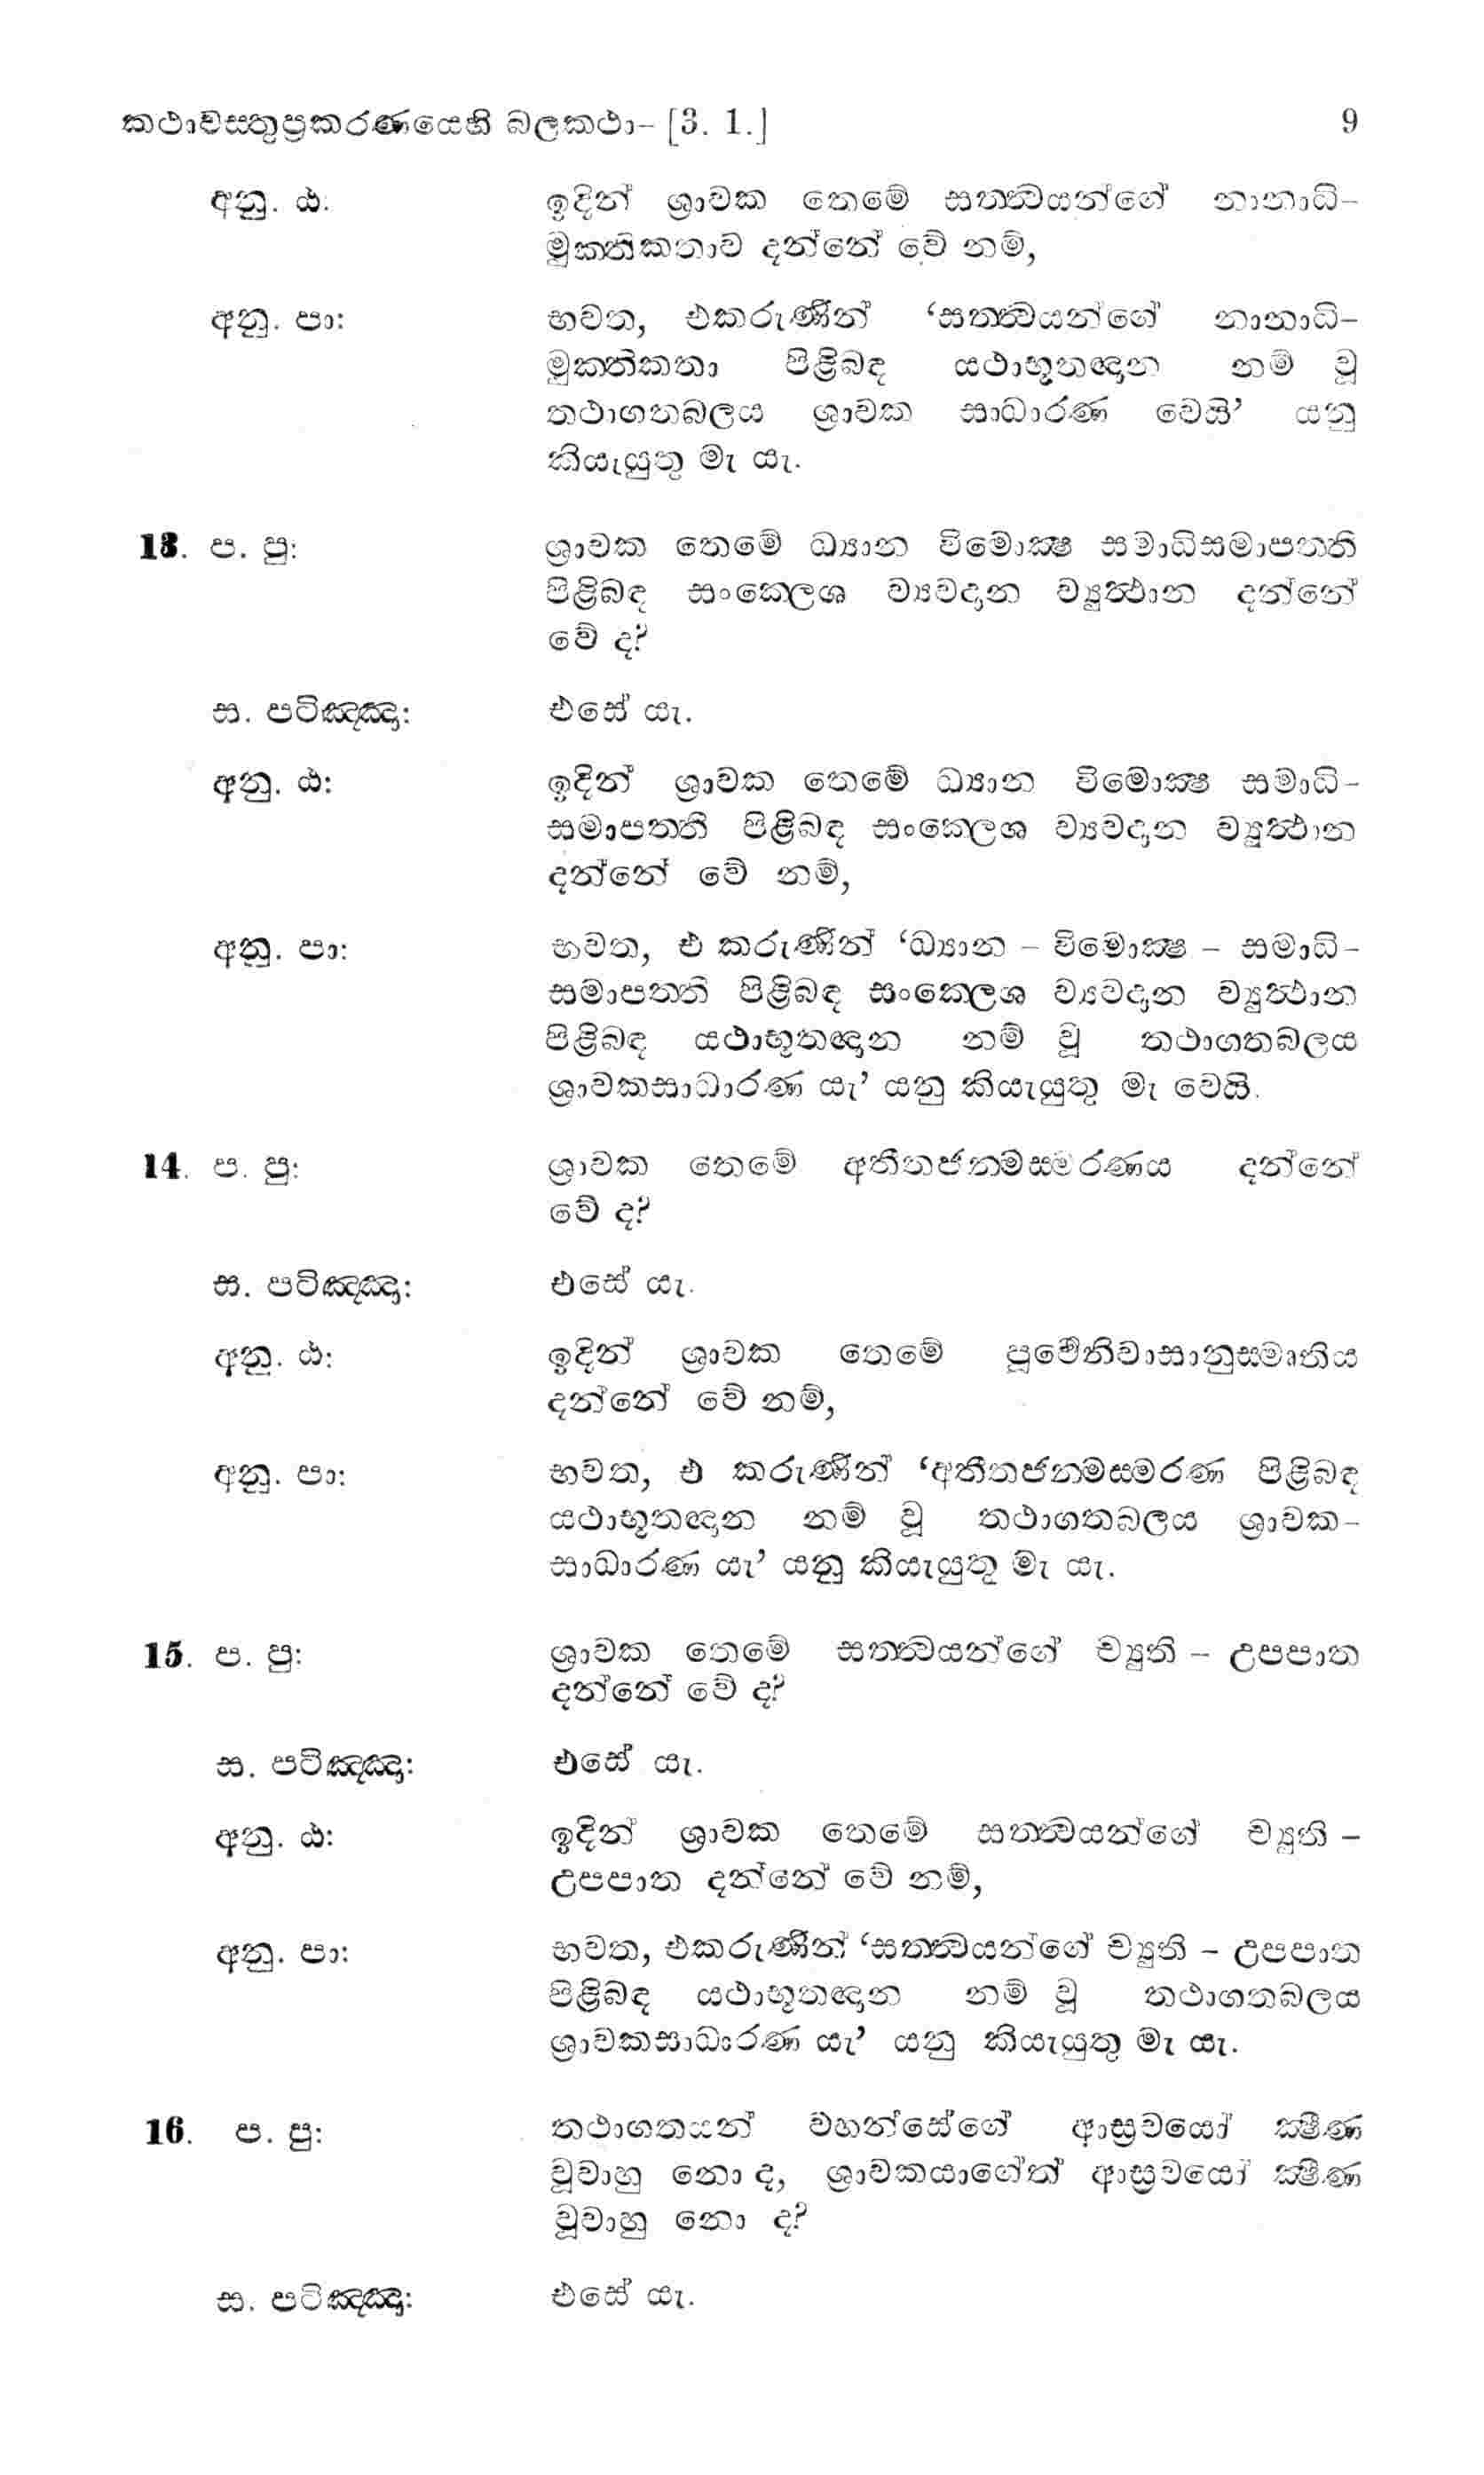 කථාවස්තුප්‍රකරණයෙහි බලකථා– [3. 1.] 9
අනු. ඨ: ඉදින් ශ්‍රාවක තෙමේ සත්ත්‍වයන්ගේ නානාධි–
මුක්තිකතාව දන්නේ වේ නම්,
අනු. පා: භවත, එකරුණින් ‘සත්ත්‍වයන්ගේ නානාධි–
මුක්තිකතා පිළිබඳ යථාභූතඥාන නම් වූ
තථාගතබලය ශ්‍රාවක සාධාරණ වෙයි’ යනු
කියැයුතු මැ යැ.
13. ප. පු: ශ්‍රාවක තෙමේ ධ්‍යාන විමොක්‍ෂ සමාධිසමාපත්ති
පිළිබඳ සංක්ලෙශ ව්‍යවදාන ව්‍යුත්ථාන දන්නේ
වේ ද?
ස. පටිඤ්ඤා: එසේ යැ.
අනු. ඨ: ඉදින් ශ්‍රාවක තෙමේ ධ්‍යාන විමොක්‍ෂ සමාධි–
සමාපත්ති පිළිබඳ සංක්ලෙශ ව්‍යවදාන ව්‍යුත්ථාන
දන්නේ වේ නම්,
අනු. පා: භවත, එ කරුණින් ‘ධ්‍යාන – විමොක්‍ෂ – සමාධි–
සමාපත්ති පිළිබඳ සංක්ලෙශ ව්‍යවදාන ව්‍යුත්ථාන
පිළිබඳ යථාභූතඥාන නම් වූ තථාගතබලය
ශ්‍රාවකසාධාරණ යැ’ යනු කියැයුතු මැ වෙයි.
14. ප. පු: ශ්‍රාවක තෙමේ අතීතජන්මස්මරණය දන්නේ
වේ ද?
ස. පටිඤ්ඤා: එසේ යැ.
අනු. ඨ: ඉදින් ශ්‍රාවක තෙමේ පූර්වෙනිවාසානුස්මෘතිය
දන්නේ වේ නම්,
අනු. පා: භවත, එ කරුණින් ‘අතීතජන්මස්මරණ පිළිබඳ
යථාභූතඥාන නම් වූ තථාගතබලය ශ්‍රාවක–
සාධාරණ යැ’ යනු කියැයුතු මැ යැ.
15. ප. පු: ශ්‍රාවක තෙමේ සත්ත්‍වයන්ගේ ච්‍යුති – උපපාත
දන්නේ වේ ද?
ස. පටිඤ්ඤා: එසේ යැ.
අනු. ඨ: ඉදින් ශ්‍රාවක තෙමේ සත්ත්‍වයන්ගේ ච්‍යුති –
උපපාත දන්නේ වේ නම්,
අනු. පා: භවත, එකරුණින් ‘සත්ත්‍වයන්ගේ ච්‍යුති – උපපාත
පිළිබඳ යථාභූතඥාන නම් වූ තථාගතබලය
ශ්‍රාවකසාධාරණ යැ’ යනු කියැයුතු මැ යැ.
16. ප. පු: තථාගතයන් වහන්සේගේ ආස්‍රවයෝ ක්‍ෂීණ
වූවාහු නො ද, ශ්‍රාවකයාගේත් ආස්‍රවයෝ ක්‍ෂීණ
වූවාහු නො ද?
ස. පටිඤ්ඤා: එසේ යැ.